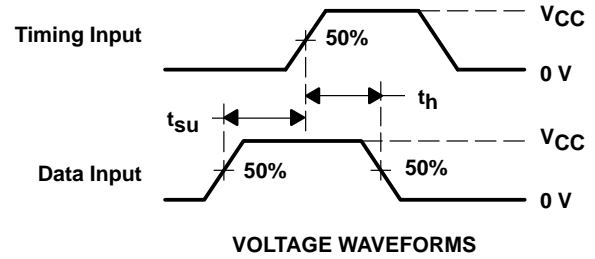 Timing Input
50%
VCC
0 V
tsu
th
Data Input
50%
50%
VCC
0 V
VOLTAGE WAVEFORMS